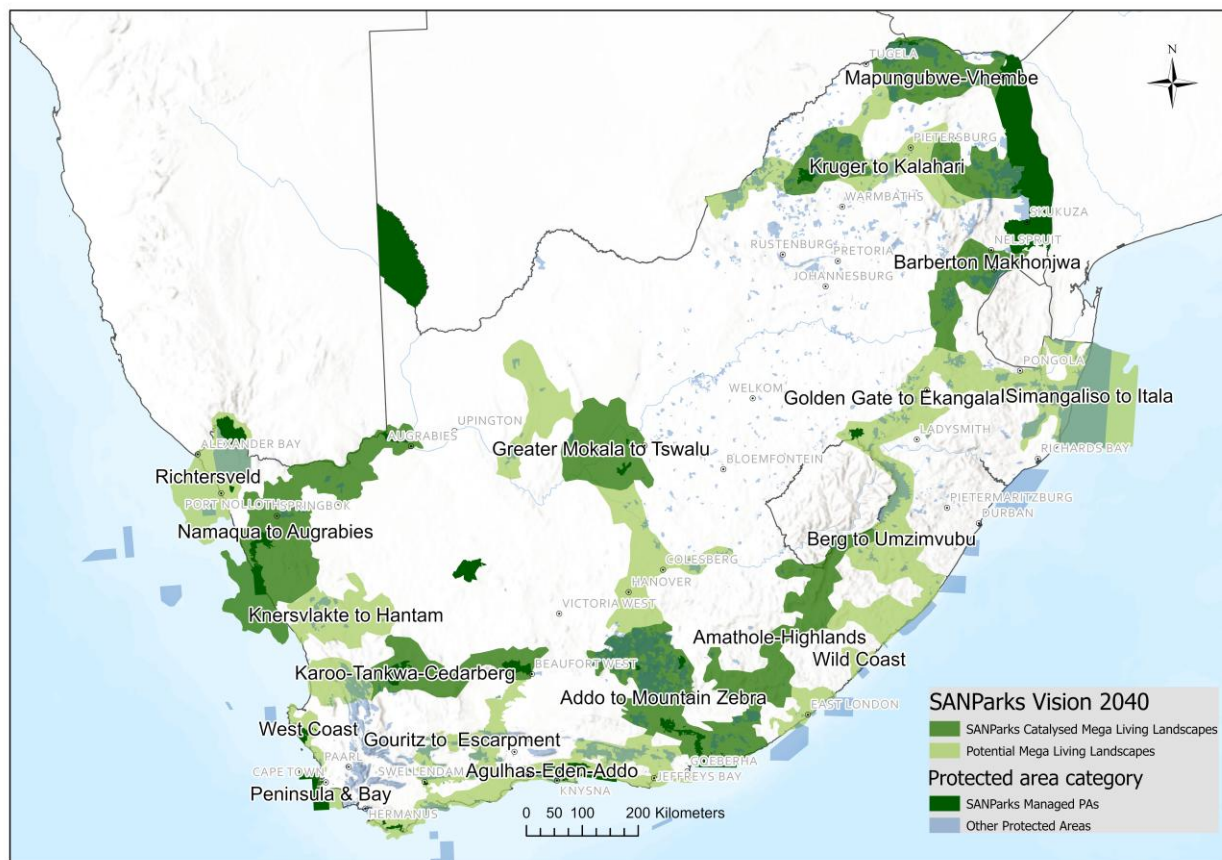 N
TUGELA
Mapungubwe-Vhembe
PIETERSBURG
Kruger to Kalahari
WARMBATHS
SKUKUZA
RUSTENBURG
PRETORIA
NELSPRUIT
Barberton Makhonjwa
JOHANNESBURG
PONGOLA
WELKOM
Golden Gate to Ekangala
ISimangaliso to Itala
UPINGTON
AUGRABIES
ALEXANDER BAY
LADYSMITH
Greater Mokala to Tswalu
RICHARDS BAY
BLOEMFONTEIN
Richtersveld
PORT NOLLOTH
SPRINGBOK
PIETERMARITZBURG
DURBAN
Namaqua to Augrabies
Berg to Umzimvubu
COLESBERG
HANOVER
Knersvlakte to Hantam
VICTORIA WEST
Amathole-Highlands
Wild Coast
Karoo-Tankwa-Cedarberg
BEAUFORT WEST
Addo to Mountain Zebra
EAST LONDON
West Coast
Gouritz to Escarpment
PAARL
CAPE TOWN
SWELLENDAM
Agulhas-Eden-Addo
GQEBERHA
JEFFREYS BAY
KNYSNA
Peninsula & Bay
HERMANUS
0 50 100 200 Kilometers
SANParks Vision 2040
SANParks Catalysed Mega Living Landscapes
Potential Mega Living Landscapes
Protected area category
SANParks Managed PAs
Other Protected Areas